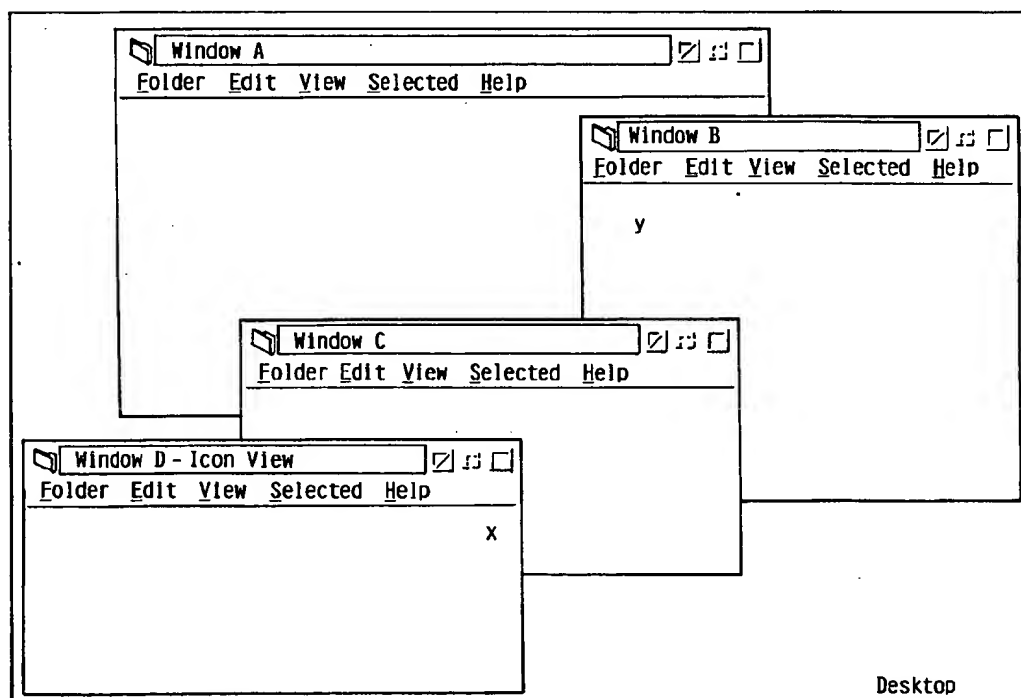 Window A
Folder Edit View Selected Help
Window B
Folder Edit View Selected Help
y
Window C
Folder Edit View Selected Help
Window D - Icon View
Folder Edit View Selected Help
x
Desktop